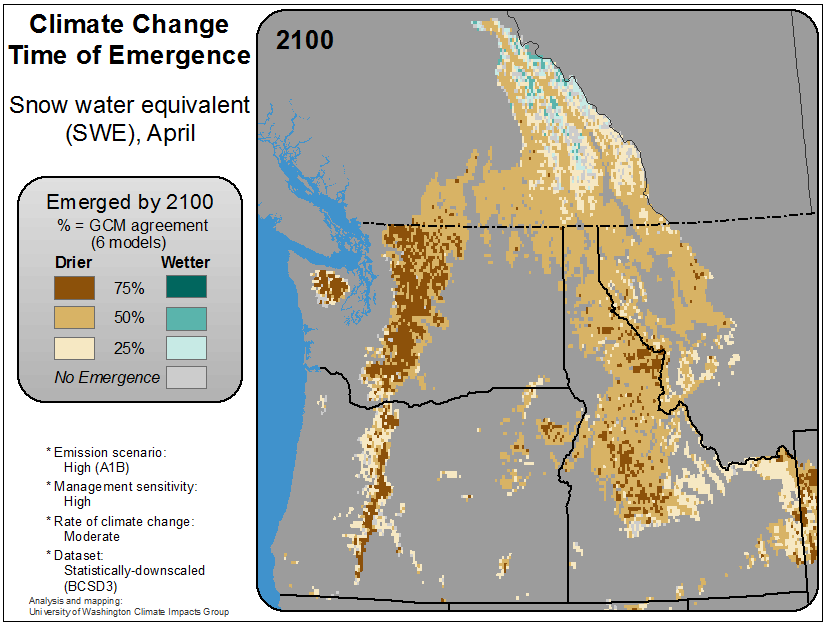 Climate Change
Time of Emergence
Snow water equivalent
(SWE), April
2100
Emerged by 2100
% = GCM agreement
(6 models)
Drier Wetter
75%
50%
25%
No Emergence
* Emission scenario:
High (A1B)
* Management sensitivity:
High
* Rate of climate change:
Moderate
* Dataset:
Statistically-downscaled
(BCSD3)
Analysis and mapping:
University of Washington Climate Impacts Group